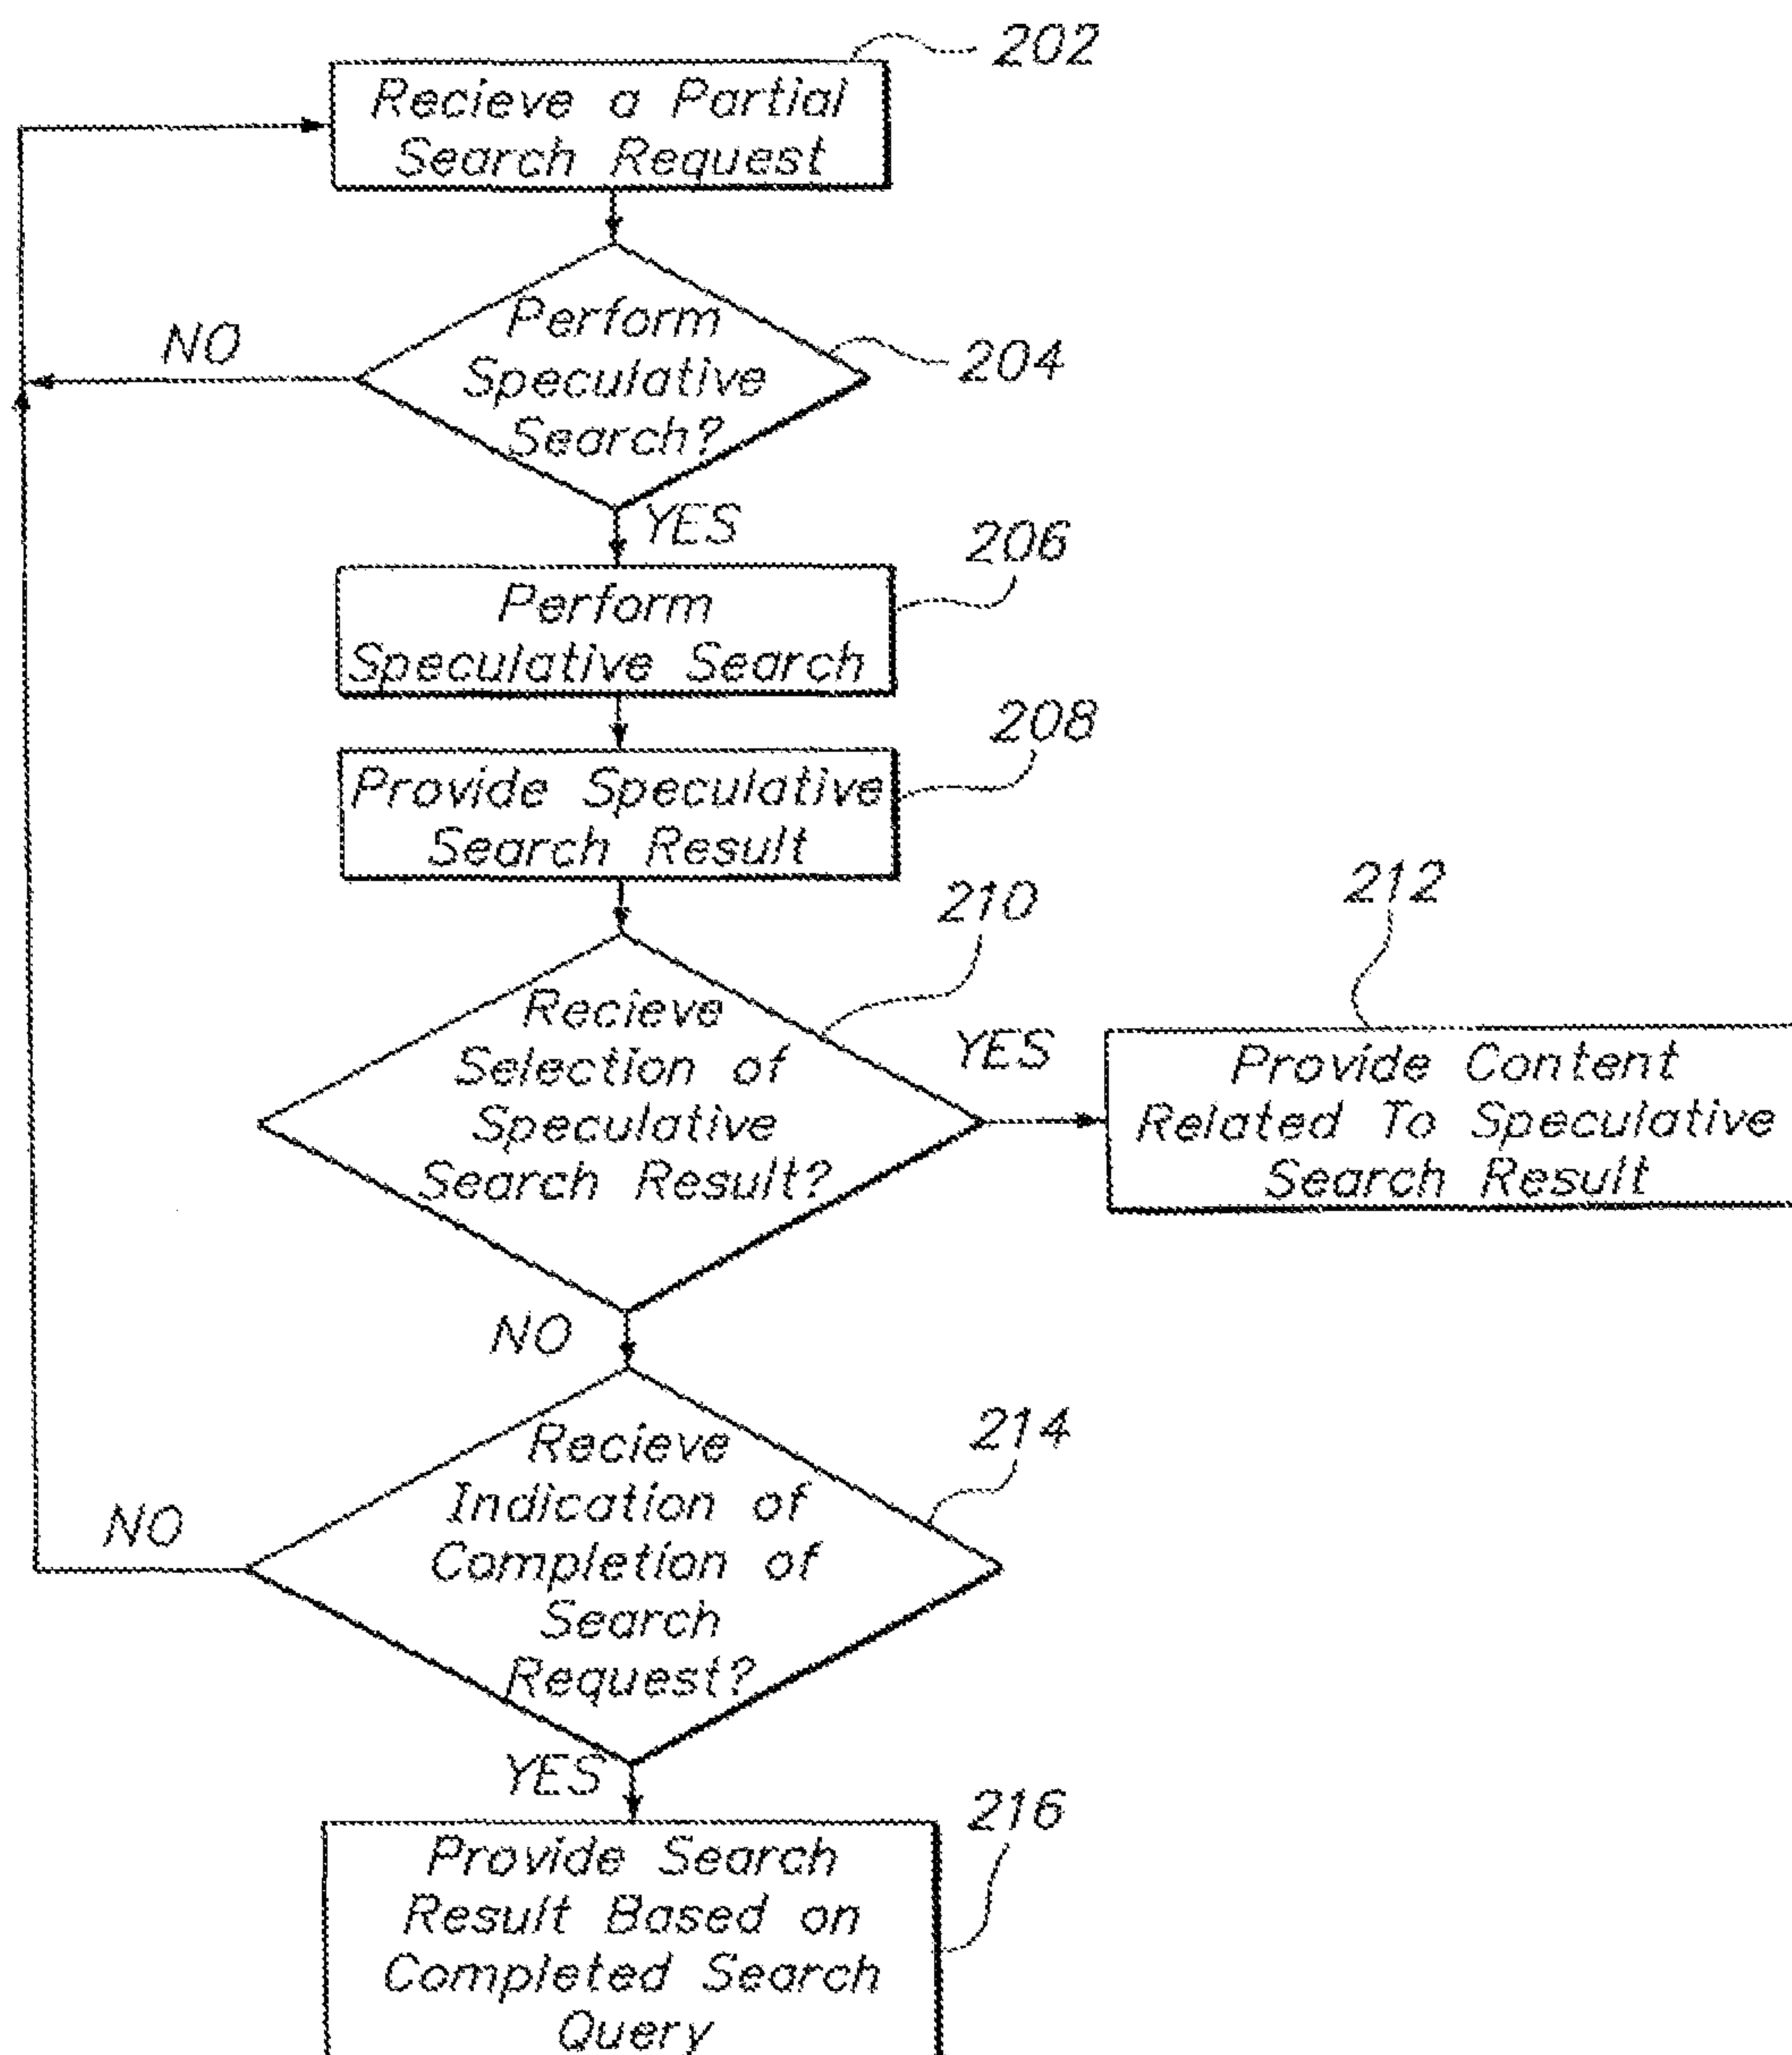 202
Recieve a Partial
Search Request
Perform
Speculative
Search?
204
NO
YES
206
Perform
Speculative Search
208
Provide Speculative
Search Result
210
212
Recieve
Selection of
Speculative
Search Result?
YES
Provide Content
Related To Speculative
Search Result
NO
214
Recieve
Indication of
Completion of
Search
Request?
NO
YES
216
Provide Search
Result Based on
Completed Search
Query